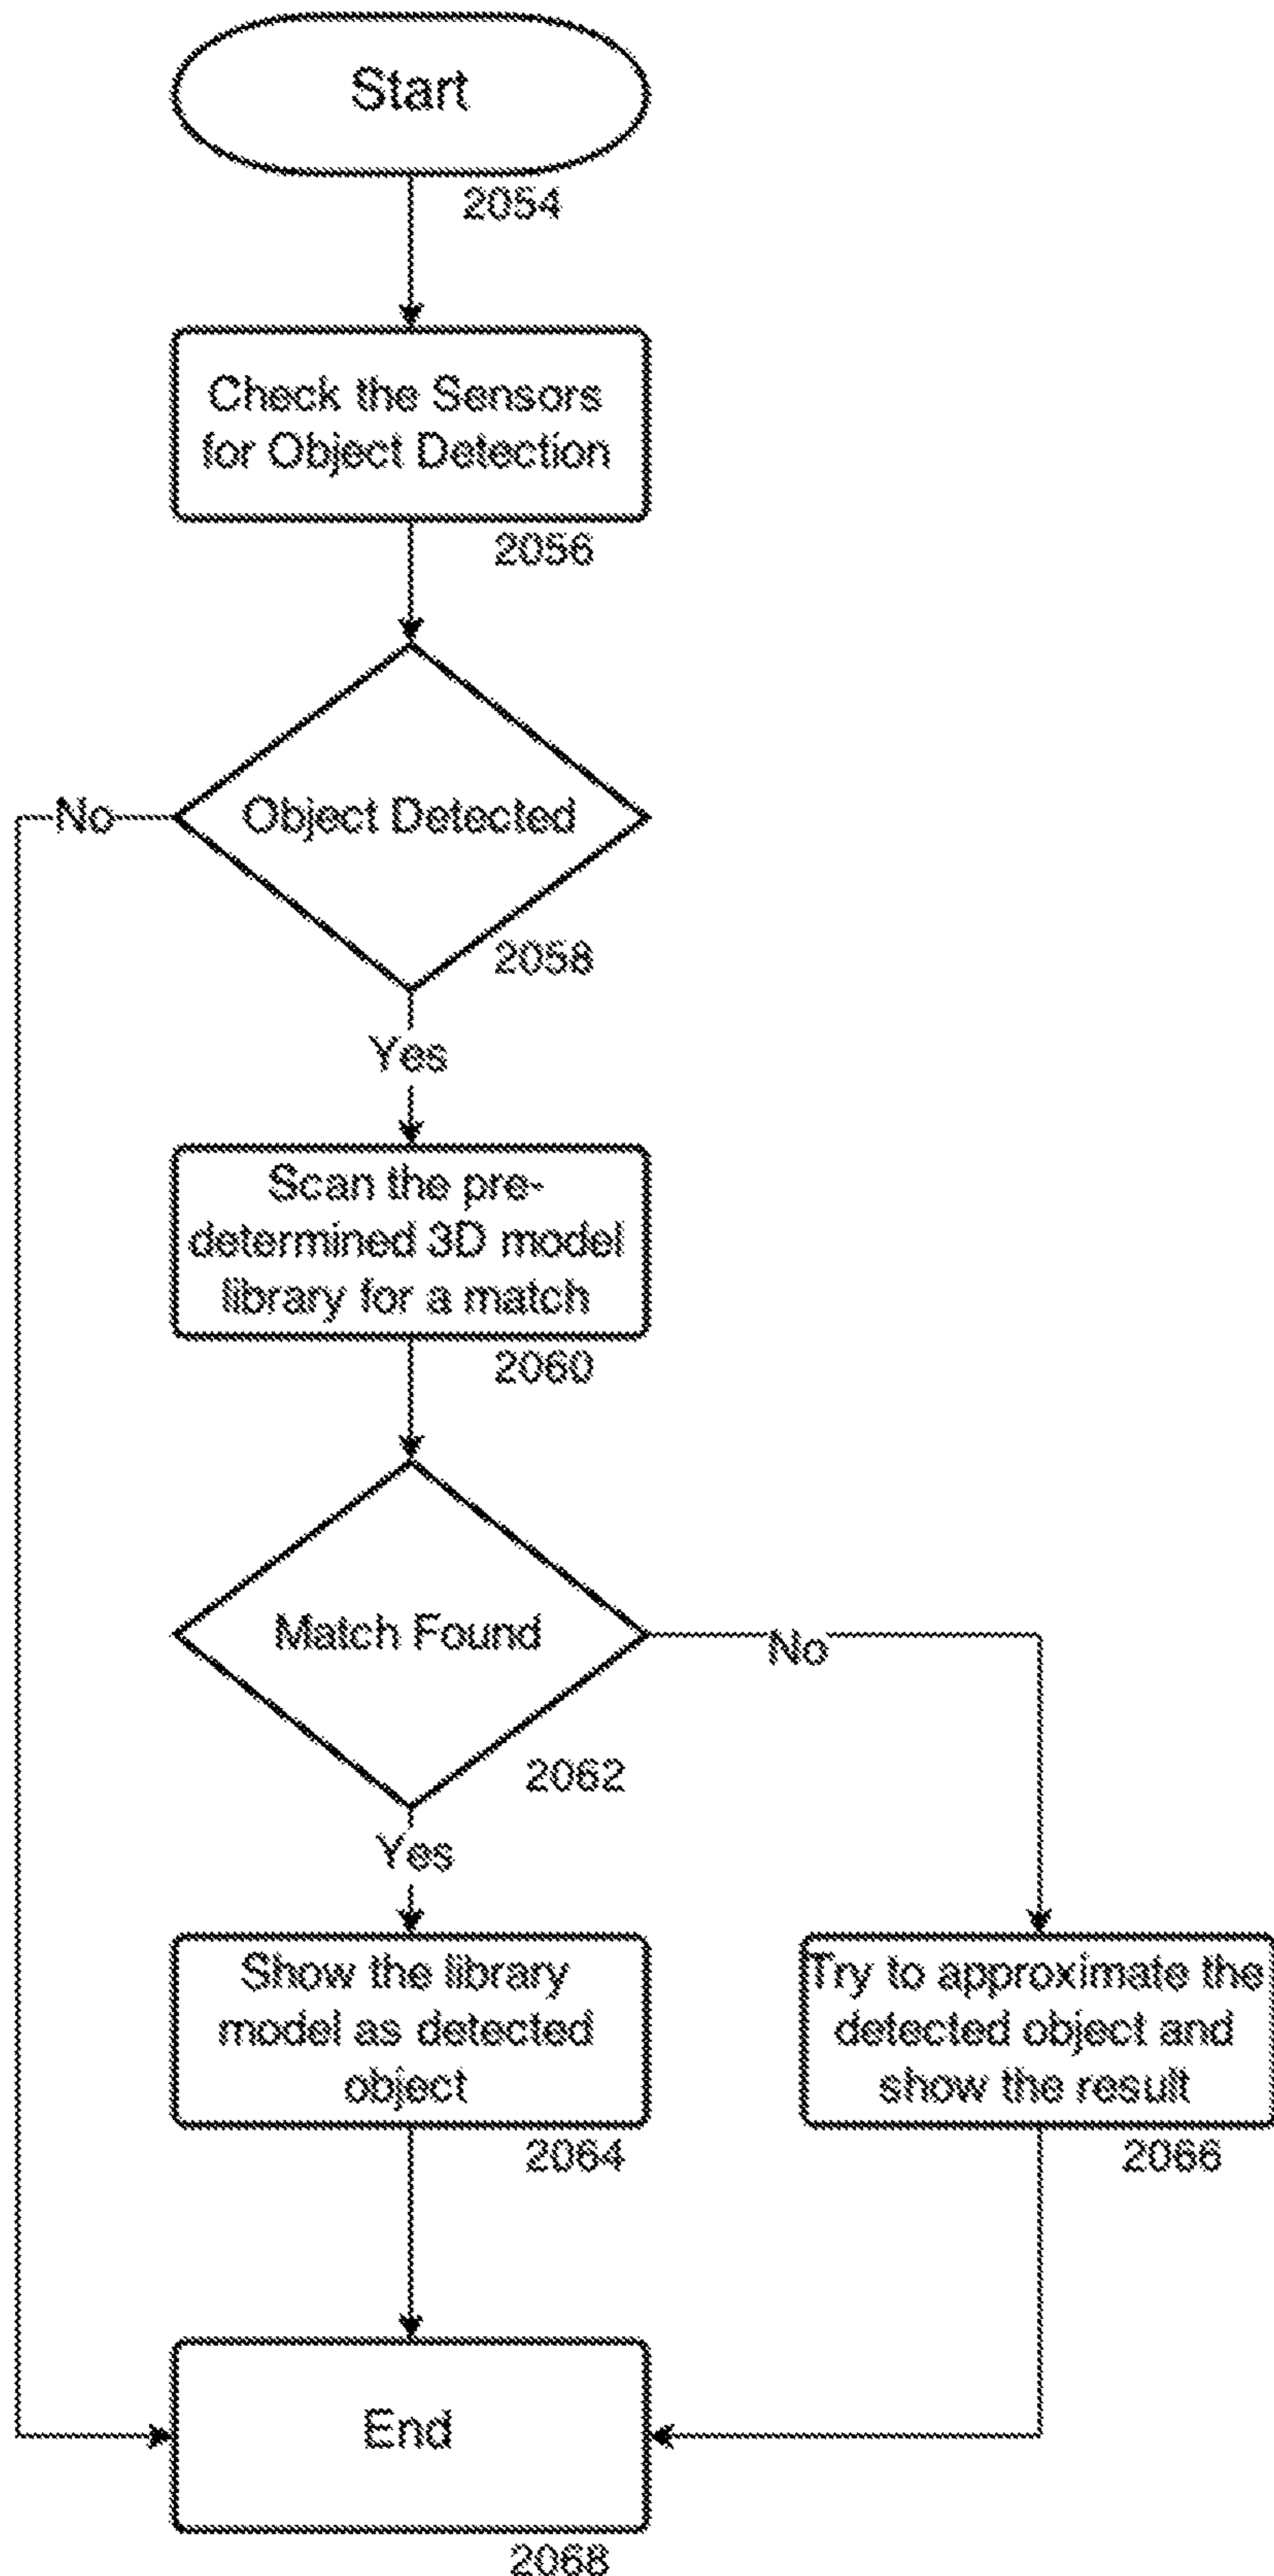 Start
2054
Check the Sensors
for Object Detection
2056
No
Object Detected
2058
Yes
Scan the pre-
determined 3D model
library for a match
2060
Match Found
No
2062
Yes
Show the library
model as detected
object
2064
Try to approximate the
detected object and
show the result
2066
End
2068